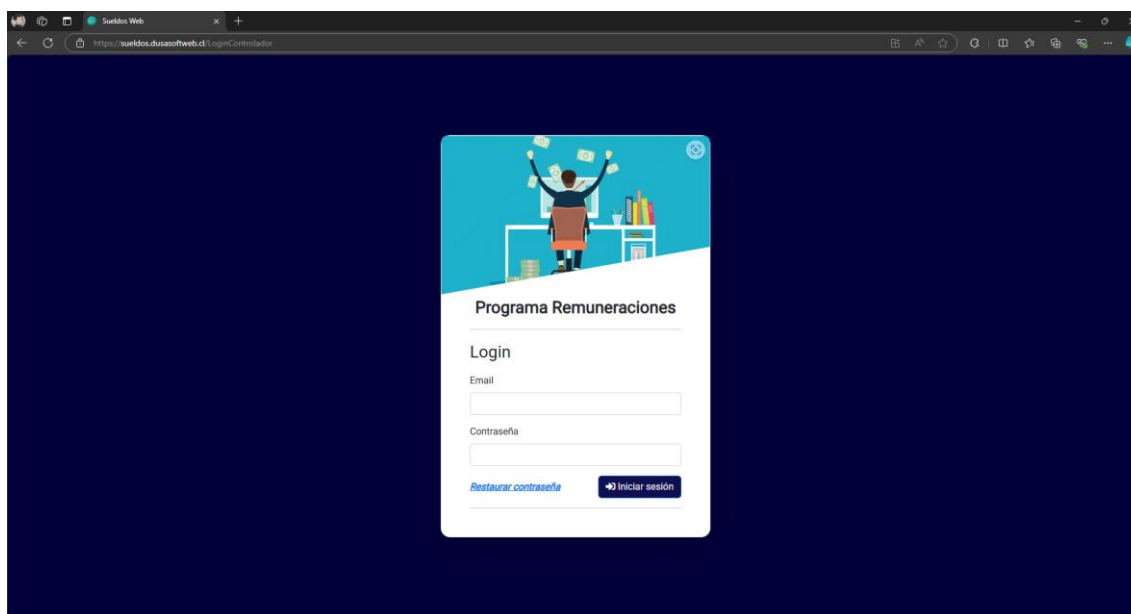 Sueldos Web
https://sueldos.dusasoftweb.cl/LoginControlador
Programa Remuneraciones
Login
Email
Contraseña
Restaurar contraseña
Iniciar sesión